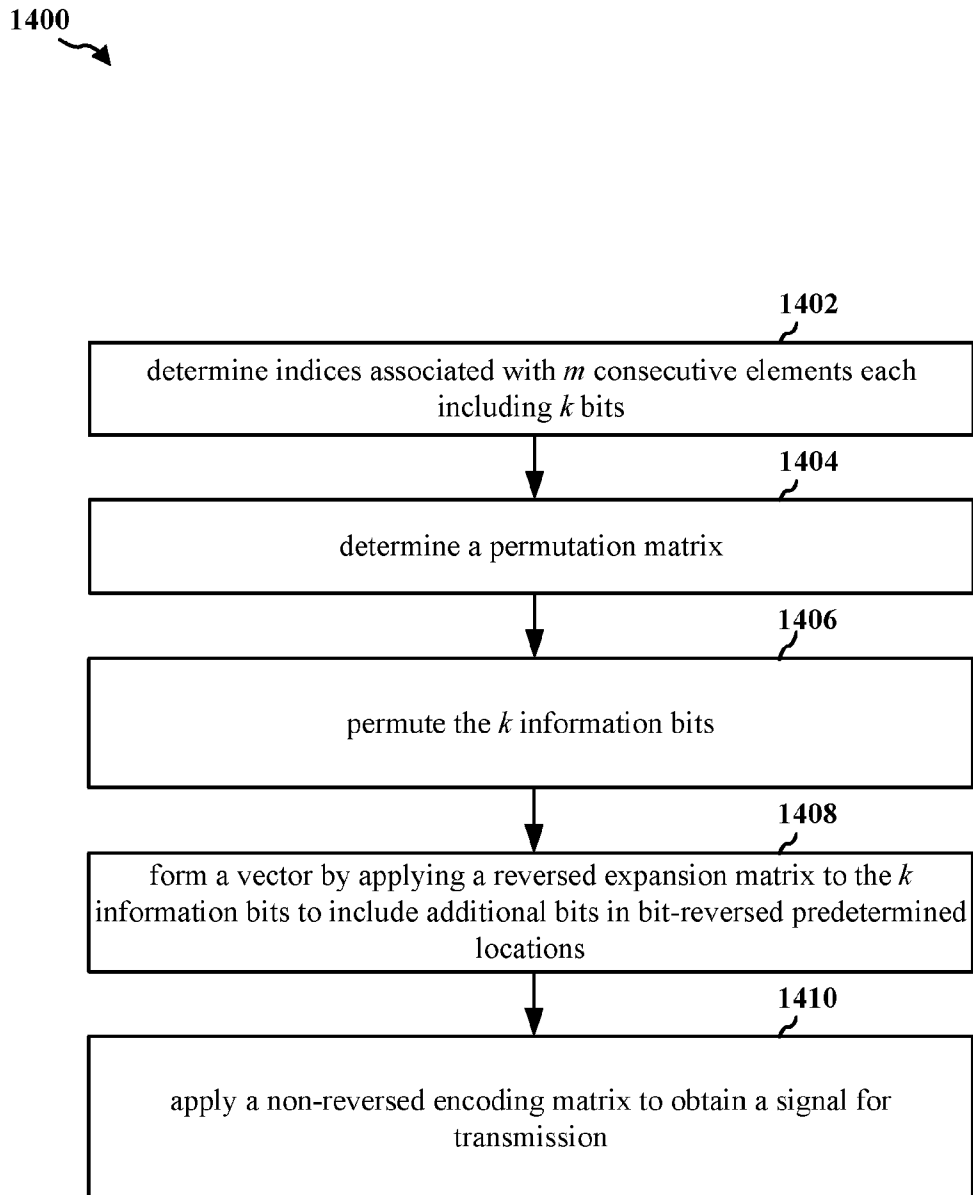 1400
1402
determine indices associated with m consecutive elements each
including k bits
1404
determine a permutation matrix
1406
permute the k information bits
1408
form a vector by applying a reversed expansion matrix to the k
information bits to include additional bits in bit-reversed predetermined
locations
1410
apply a non-reversed encoding matrix to obtain a signal for
transmission